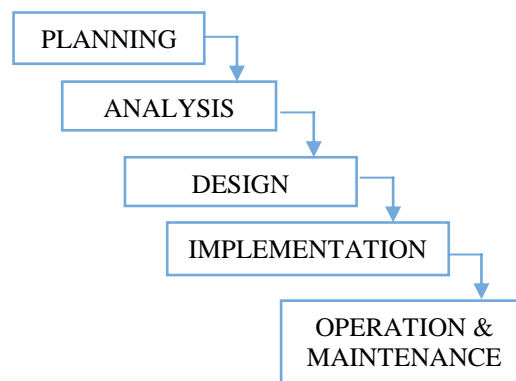 PLANNING
ANALYSIS
DESIGN
IMPLEMENTATION
OPERATION &
MAINTENANCE